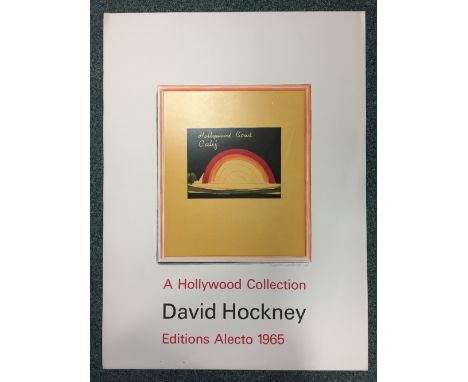 Hollywood Bowl
Calif
A Hollywood Collection
David Hockney
Editions Alecto 1965